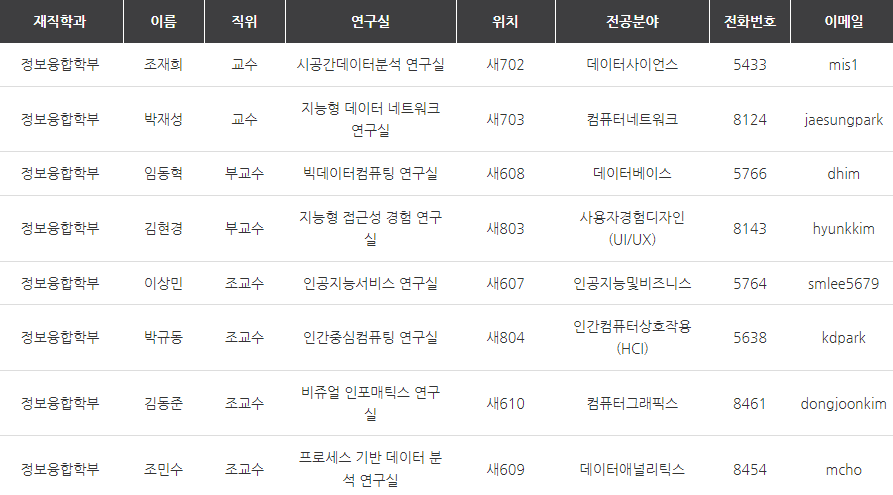 재직학과 이름 직위 연구실 위치 전공분야 전화번호 이메일
정보융합학부 조재희 교수 시공간데이터분석 연구실 새702 데이터사이언스 5433 mis1
정보융합학부 박재성 교수 지능형 데이터 네트워크
연구실 새703 컴퓨터네트워크 8124 jaesungpark
정보융합학부 임동혁 부교수 빅데이터컴퓨팅 연구실 새608 데이터베이스 5766 dhim
정보융합학부 김현경 부교수 지능형 접근성 경험 연구
실 새803 사용자경험디자인
(UI/UX) 8143 hyunkkim
정보융합학부 이상민 조교수 인공지능서비스 연구실 새607 인공지능및비즈니스 5764 smlee5679
정보융합학부 박규동 조교수 인간중심컴퓨팅 연구실 새804 인간컴퓨터상호작용
(HCI) 5638 kdpark
정보융합학부 김동준 조교수 비쥬얼 인포매틱스 연구
실 새610 컴퓨터그래픽스 8461 dongjoonkim
정보융합학부 조민수 조교수 프로세스 기반 데이터 분
석 연구실 새609 데이터애널리틱스 8454 mcho